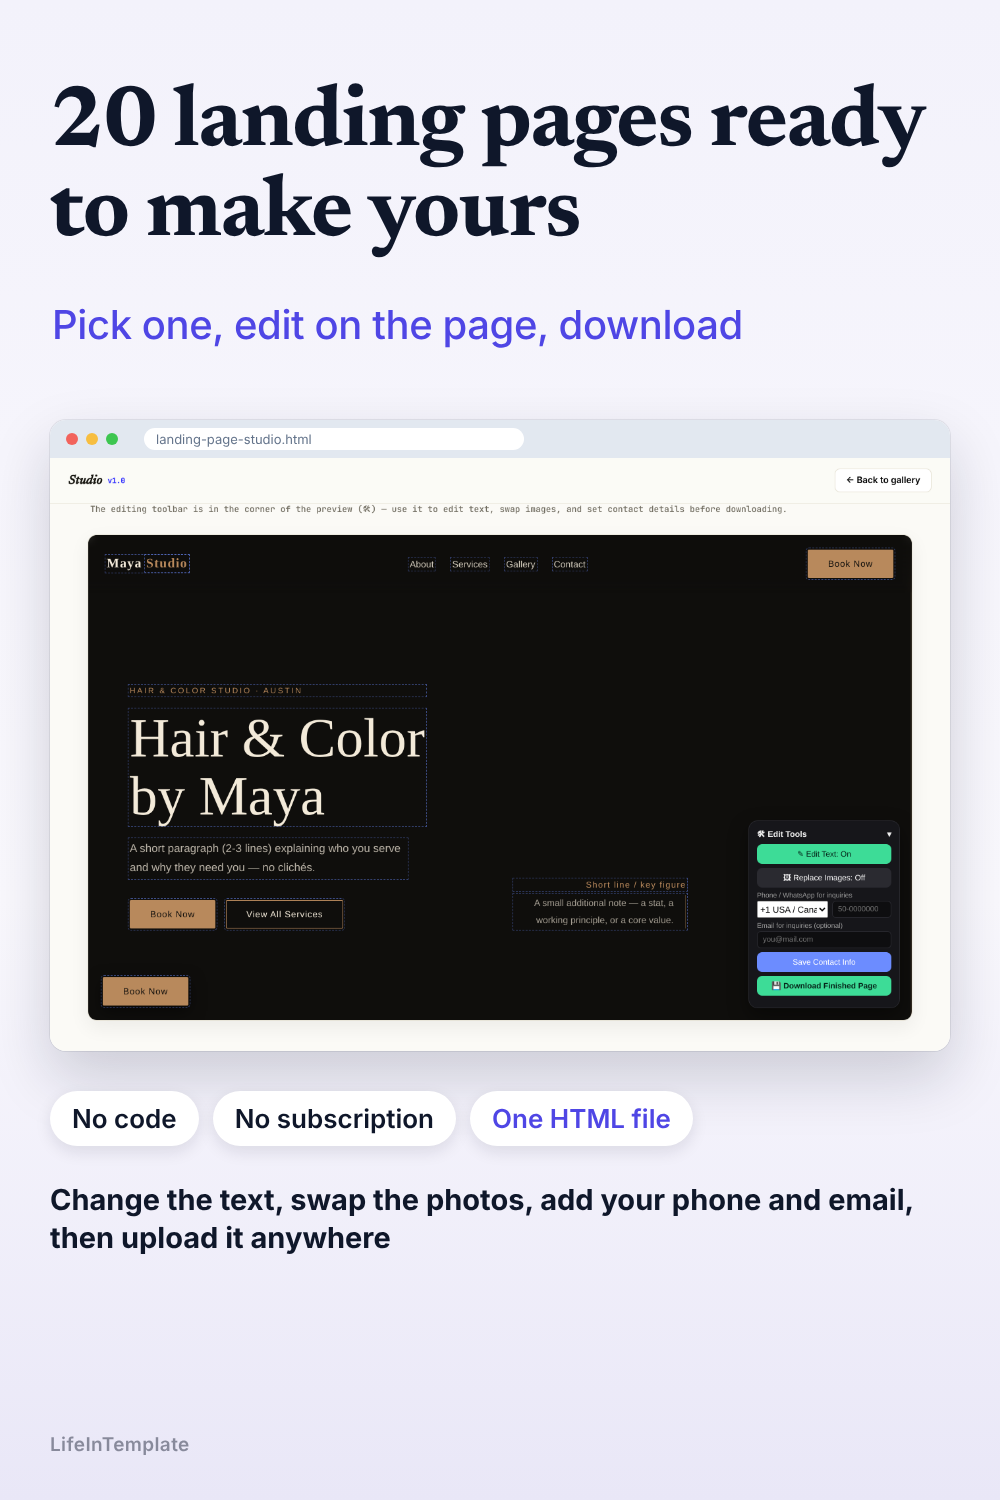 20 landing pages ready
to make yours
Pick one, edit on the page, download
landing-page-studio.html
Studio v1.0
← Back to gallery
The editing toolbar is in the corner of the preview (🛠) — use it to edit text, swap images, and set contact details before downloading.
Maya Studio
About Services Gallery Contact
Book Now
HAIR & COLOR STUDIO · AUSTIN
Hair & Color
by Maya
A short paragraph (2-3 lines) explaining who you serve
and why they need you — no clichés.
Book Now
View All Services
Short line / key figure
A small additional note — a stat, a
working principle, or a core value.
Book Now
🛠 Edit Tools ▾
✎ Edit Text: On
🖼 Replace Images: Off
Phone / WhatsApp for inquiries
+1 USA / Cana 50-0000000
Email for inquiries (optional)
you@mail.com
Save Contact Info
💾 Download Finished Page
No code
No subscription
One HTML file
Change the text, swap the photos, add your phone and email,
then upload it anywhere
LifeInTemplate